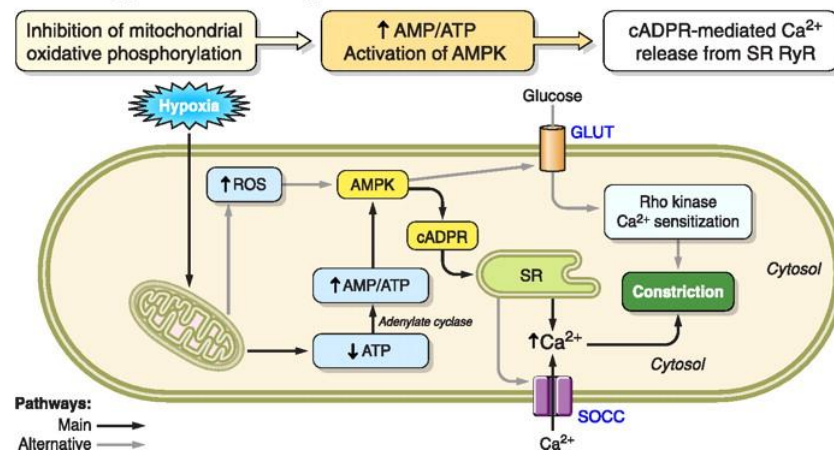 Inhibition of mitochondrial
oxidative phosphorylation
↑ AMP/ATP
Activation of AMPK
cADPR-mediated Ca²⁺
release from SR RyR
Hypoxia
Glucose
GLUT
↑ROS
AMPK
Rho kinase
Ca²⁺ sensitization
cADPR
SR
Cytosol
↑AMP/ATP
Constriction
Adenylate cyclase
↓ATP
↑Ca²⁺
Cytosol
Pathways:
Main
Alternative
SOCC
Ca²⁺